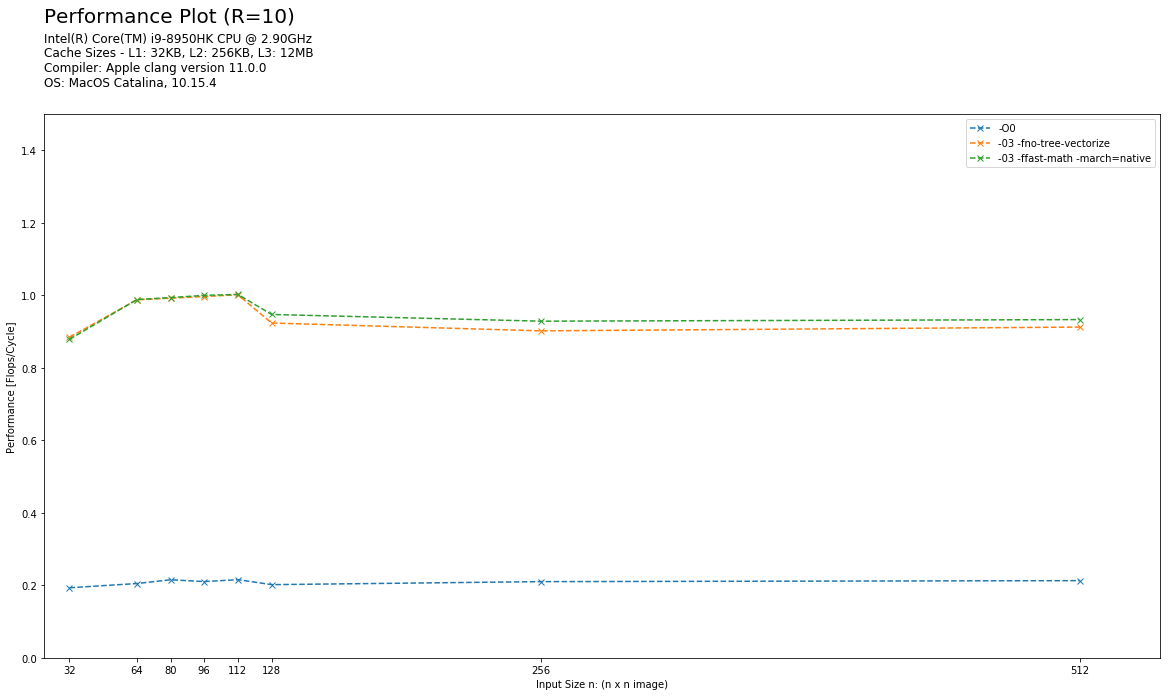 Performance Plot (R=10)
Intel(R) Core(TM) i9-8950HK CPU @ 2.90GHz
Cache Sizes - L1: 32KB, L2: 256KB, L3: 12MB
Compiler: Apple clang version 11.0.0
OS: MacOS Catalina, 10.15.4
-O0
-03 -fno-tree-vectorize
-03 -ffast-math -march=native
Performance [Flops/Cycle]
1.4
1.2
1.0
0.8
0.6
0.4
0.2
0.0
32 64 80 96 112 128 256 512
Input Size n: (n x n image)